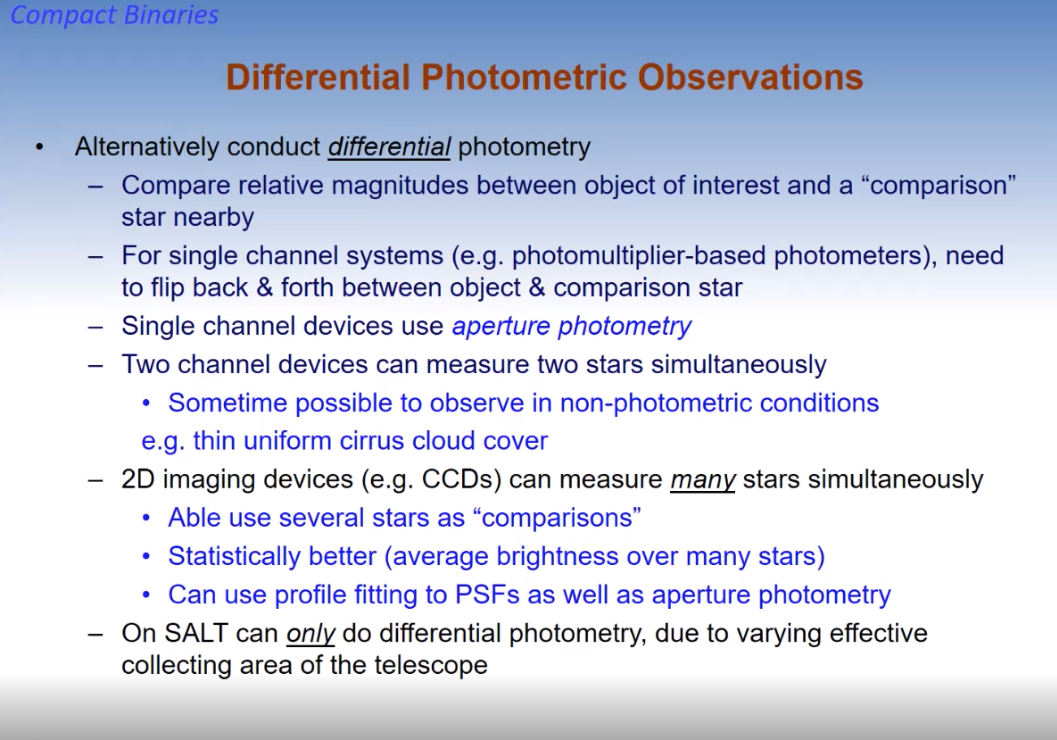 Compact Binaries
Differential Photometric Observations
• Alternatively conduct differential photometry
– Compare relative magnitudes between object of interest and a “comparison”
star nearby
– For single channel systems (e.g. photomultiplier-based photometers), need
to flip back & forth between object & comparison star
– Single channel devices use aperture photometry
– Two channel devices can measure two stars simultaneously
• Sometime possible to observe in non-photometric conditions
e.g. thin uniform cirrus cloud cover
– 2D imaging devices (e.g. CCDs) can measure many stars simultaneously
• Able use several stars as “comparisons”
• Statistically better (average brightness over many stars)
• Can use profile fitting to PSFs as well as aperture photometry
– On SALT can only do differential photometry, due to varying effective
collecting area of the telescope